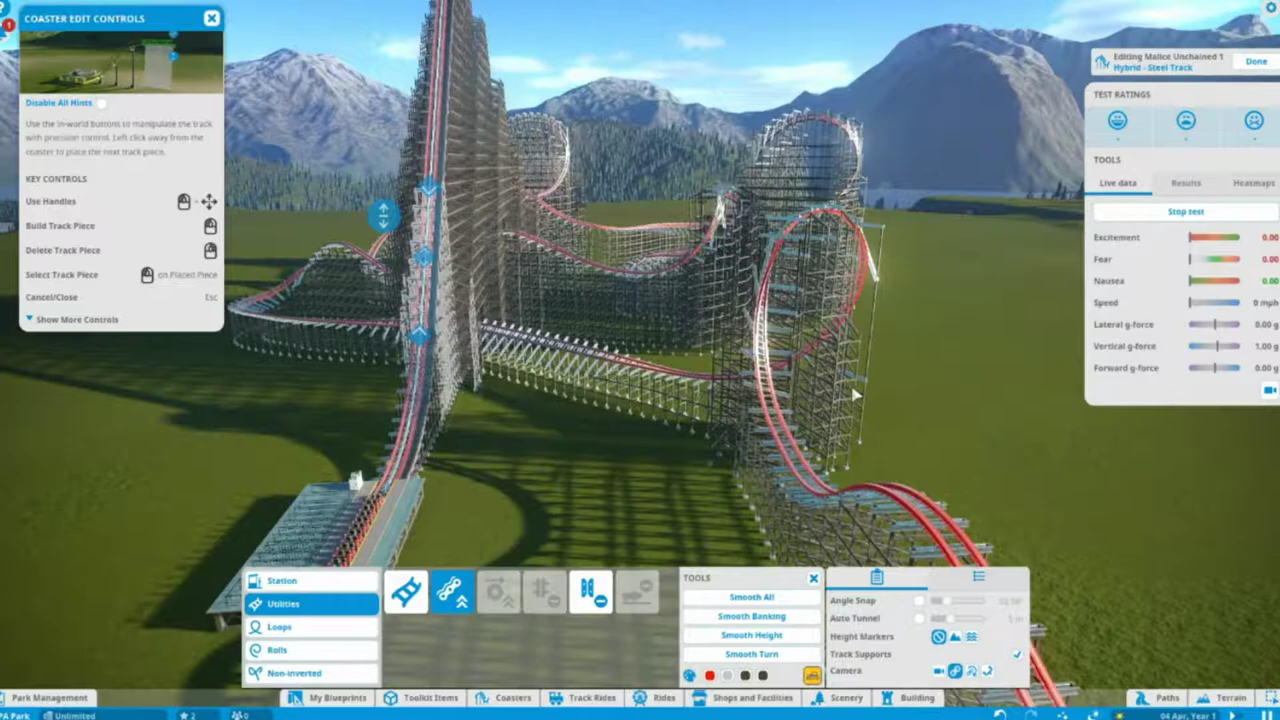 COASTER EDIT CONTROLS
1
Disable All Hints
Use the in-world buttons to manipulate the track
with precision control. Left click away from the
coaster to place the next track piece.
KEY CONTROLS
Use Handles
Build Track Piece
Delete Track Piece
Select Track Piece on Placed Piece
Cancel/Close Esc
Show More Controls
Editing Malice Unchained 1
Hybrid - Steel Track
Done
TEST RATINGS
- - -
TOOLS
Live data Results Heatmaps
Stop test
Excitement 0.00
Fear 0.00
Nausea 0.00
Speed 0 mph
Lateral g-force 0.00 g
Vertical g-force 1.00 g
Forward g-force 0.00 g
Station
Utilities
Loops
Rolls
Non-inverted
TOOLS
Smooth All
Smooth Banking
Smooth Height
Smooth Turn
Angle Snap
Auto Tunnel
Height Markers
Track Supports
Camera
Park Management
My Blueprints
Toolkit Items
Coasters
Track Rides
Rides
Shops and Facilities
Scenery
Building
Paths
Terrain
PA Park
Unlimited
2
0
04 Apr, Year 1